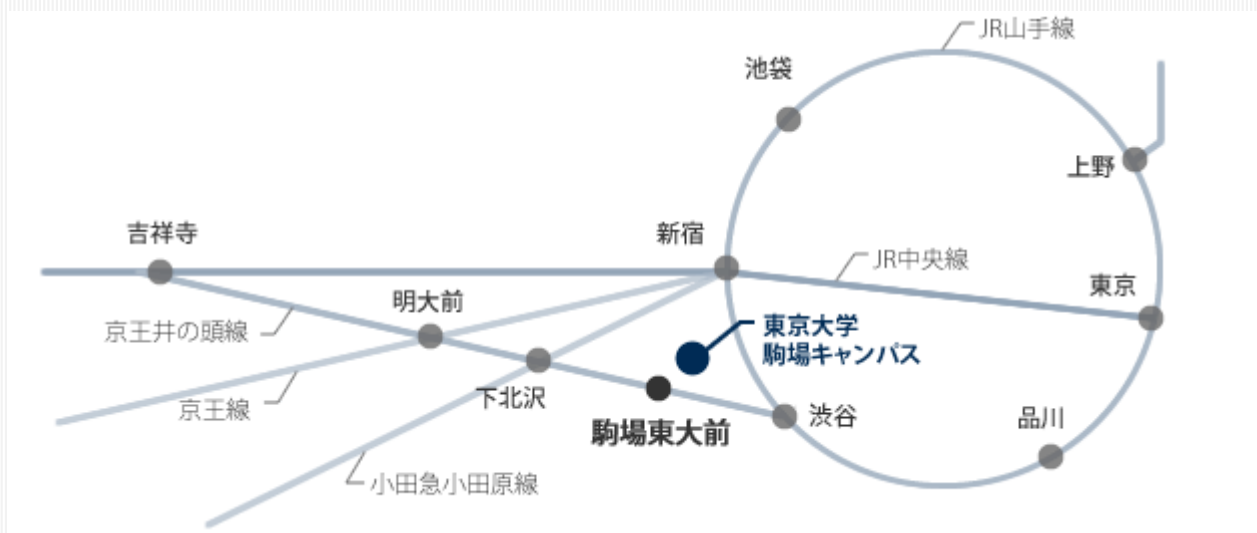 JR山手線
池袋
上野
吉祥寺
新宿
JR中央線
東京
明大前
京王井の頭線
東京大学
駒場キャンパス
京王線
下北沢
渋谷
品川
駒場東大前
小田急小田原線